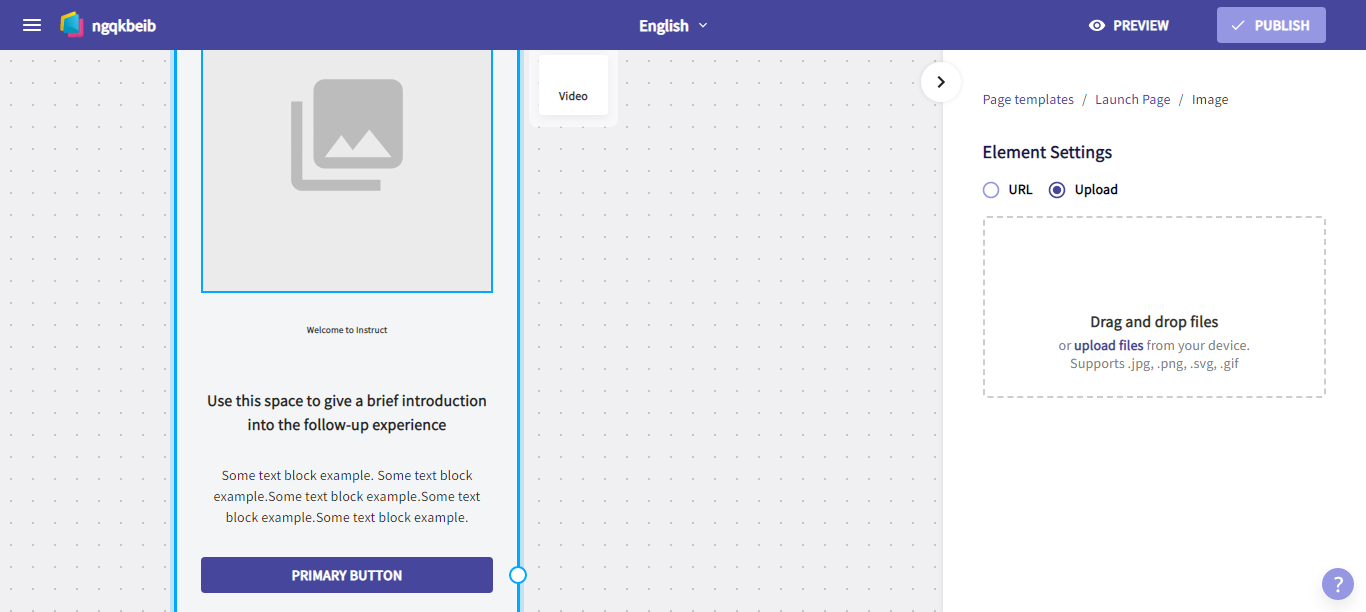 ngqkbeib
English
PREVIEW
PUBLISH
Video
Page templates / Launch Page / Image
Element Settings
URL
Upload
Drag and drop files
or upload files from your device.
Supports .jpg, .png, .svg, .gif
Welcome to Instruct
Use this space to give a brief introduction
into the follow-up experience
Some text block example. Some text block
example.Some text block example.Some text
block example.Some text block example.
PRIMARY BUTTON
?